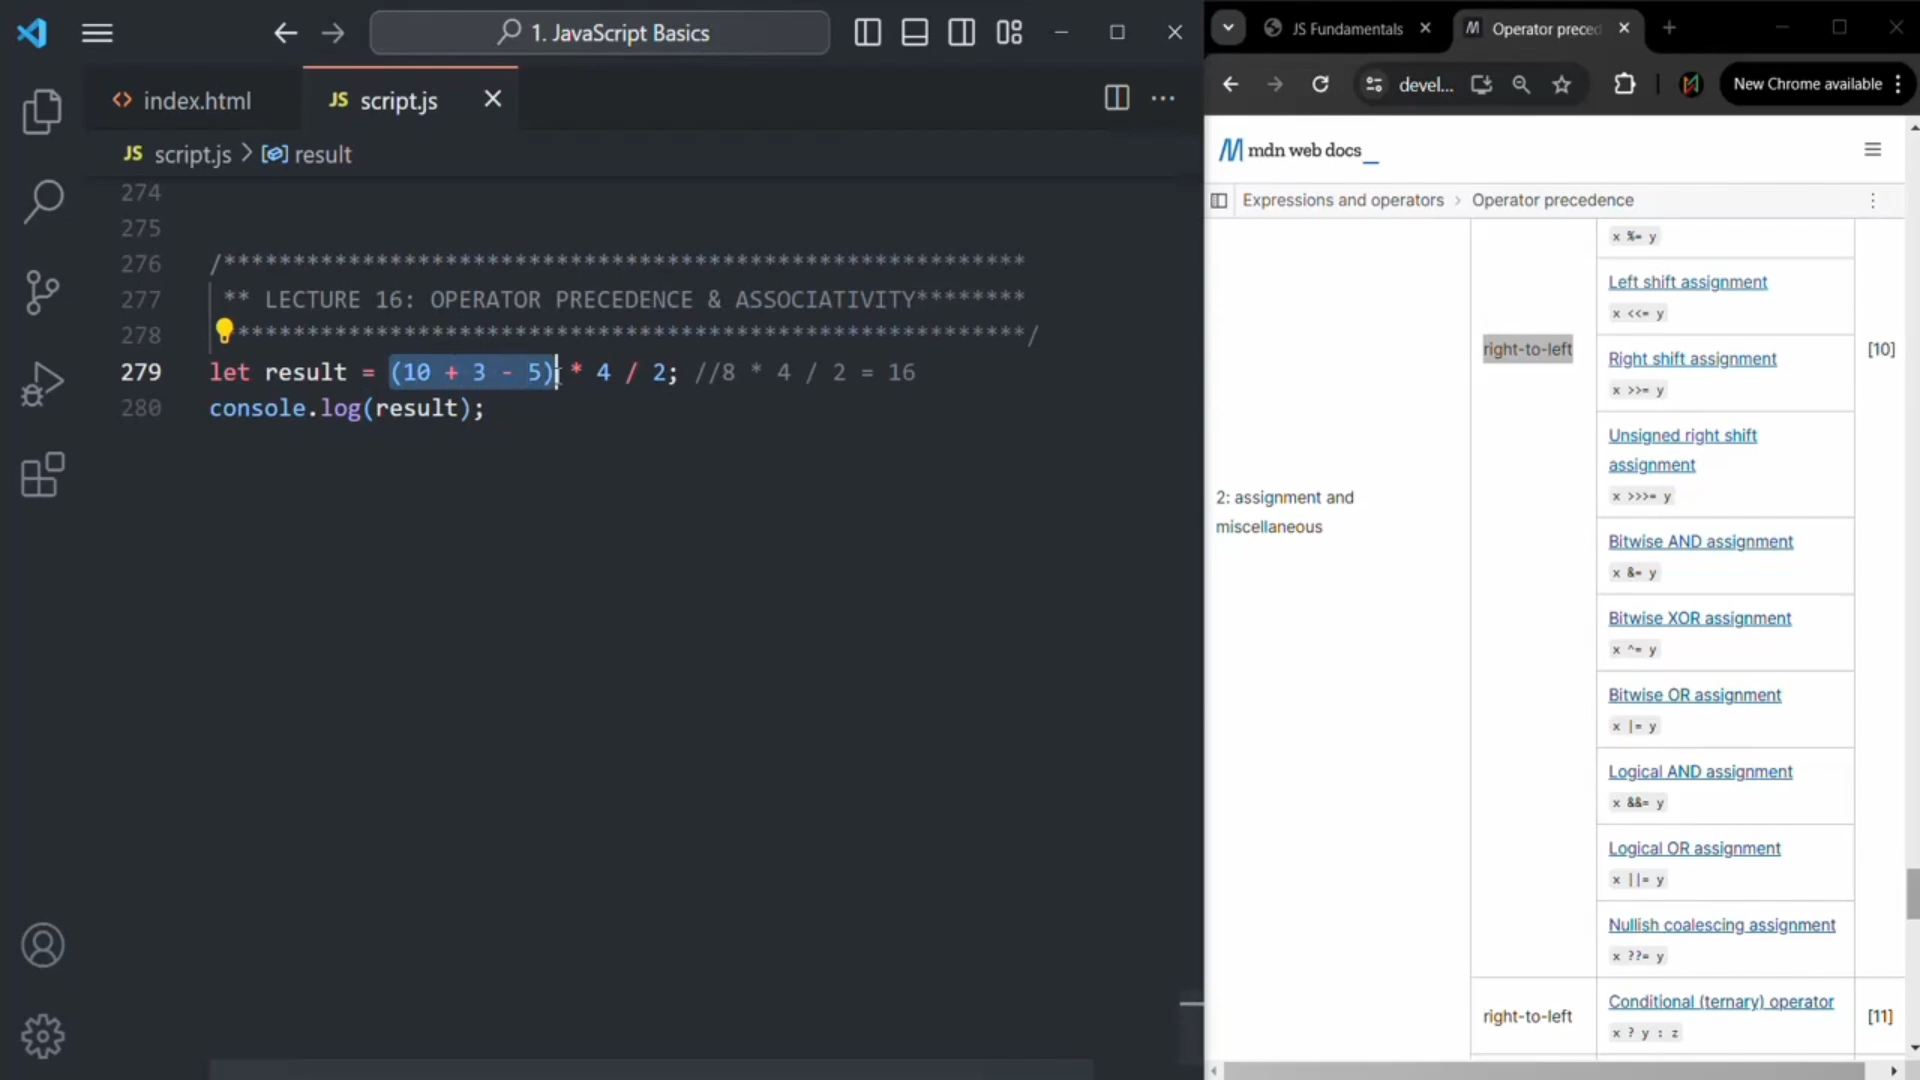 1. JavaScript Basics
index.html
JS script.js
JS script.js > result
274
275
276 /**********************************************************
277 ** LECTURE 16: OPERATOR PRECEDENCE & ASSOCIATIVITY********
278 **********************************************************/
279 let result = (10 + 3 - 5) * 4 / 2; //8 * 4 / 2 = 16
280 console.log(result);
JS Fundamentals
Operator preced
devel...
New Chrome available
mdn web docs_
Expressions and operators > Operator precedence
2: assignment and
miscellaneous
right-to-left
x %= y
Left shift assignment
x <<= y
Right shift assignment
x >>= y
Unsigned right shift
assignment
x >>>= y
Bitwise AND assignment
x &= y
Bitwise XOR assignment
x ^= y
Bitwise OR assignment
x |= y
Logical AND assignment
x &&= y
Logical OR assignment
x ||= y
Nullish coalescing assignment
x ??= y
[10]
right-to-left
Conditional (ternary) operator
x ? y : z
[11]